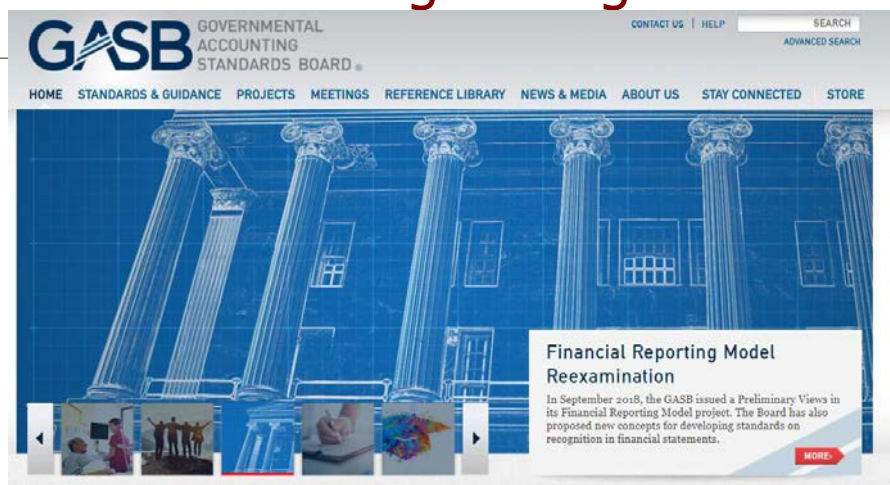 GASB GOVERNMENTAL
ACCOUNTING
STANDARDS BOARD®
CONTACT US | HELP SEARCH
ADVANCED SEARCH
HOME STANDARDS & GUIDANCE PROJECTS MEETINGS REFERENCE LIBRARY NEWS & MEDIA ABOUT US STAY CONNECTED STORE
Financial Reporting Model
Reexamination
In September 2018, the GASB issued a Preliminary Views in
its Financial Reporting Model project. The Board has also
proposed new concepts for developing standards on
recognition in financial statements.
MORE›